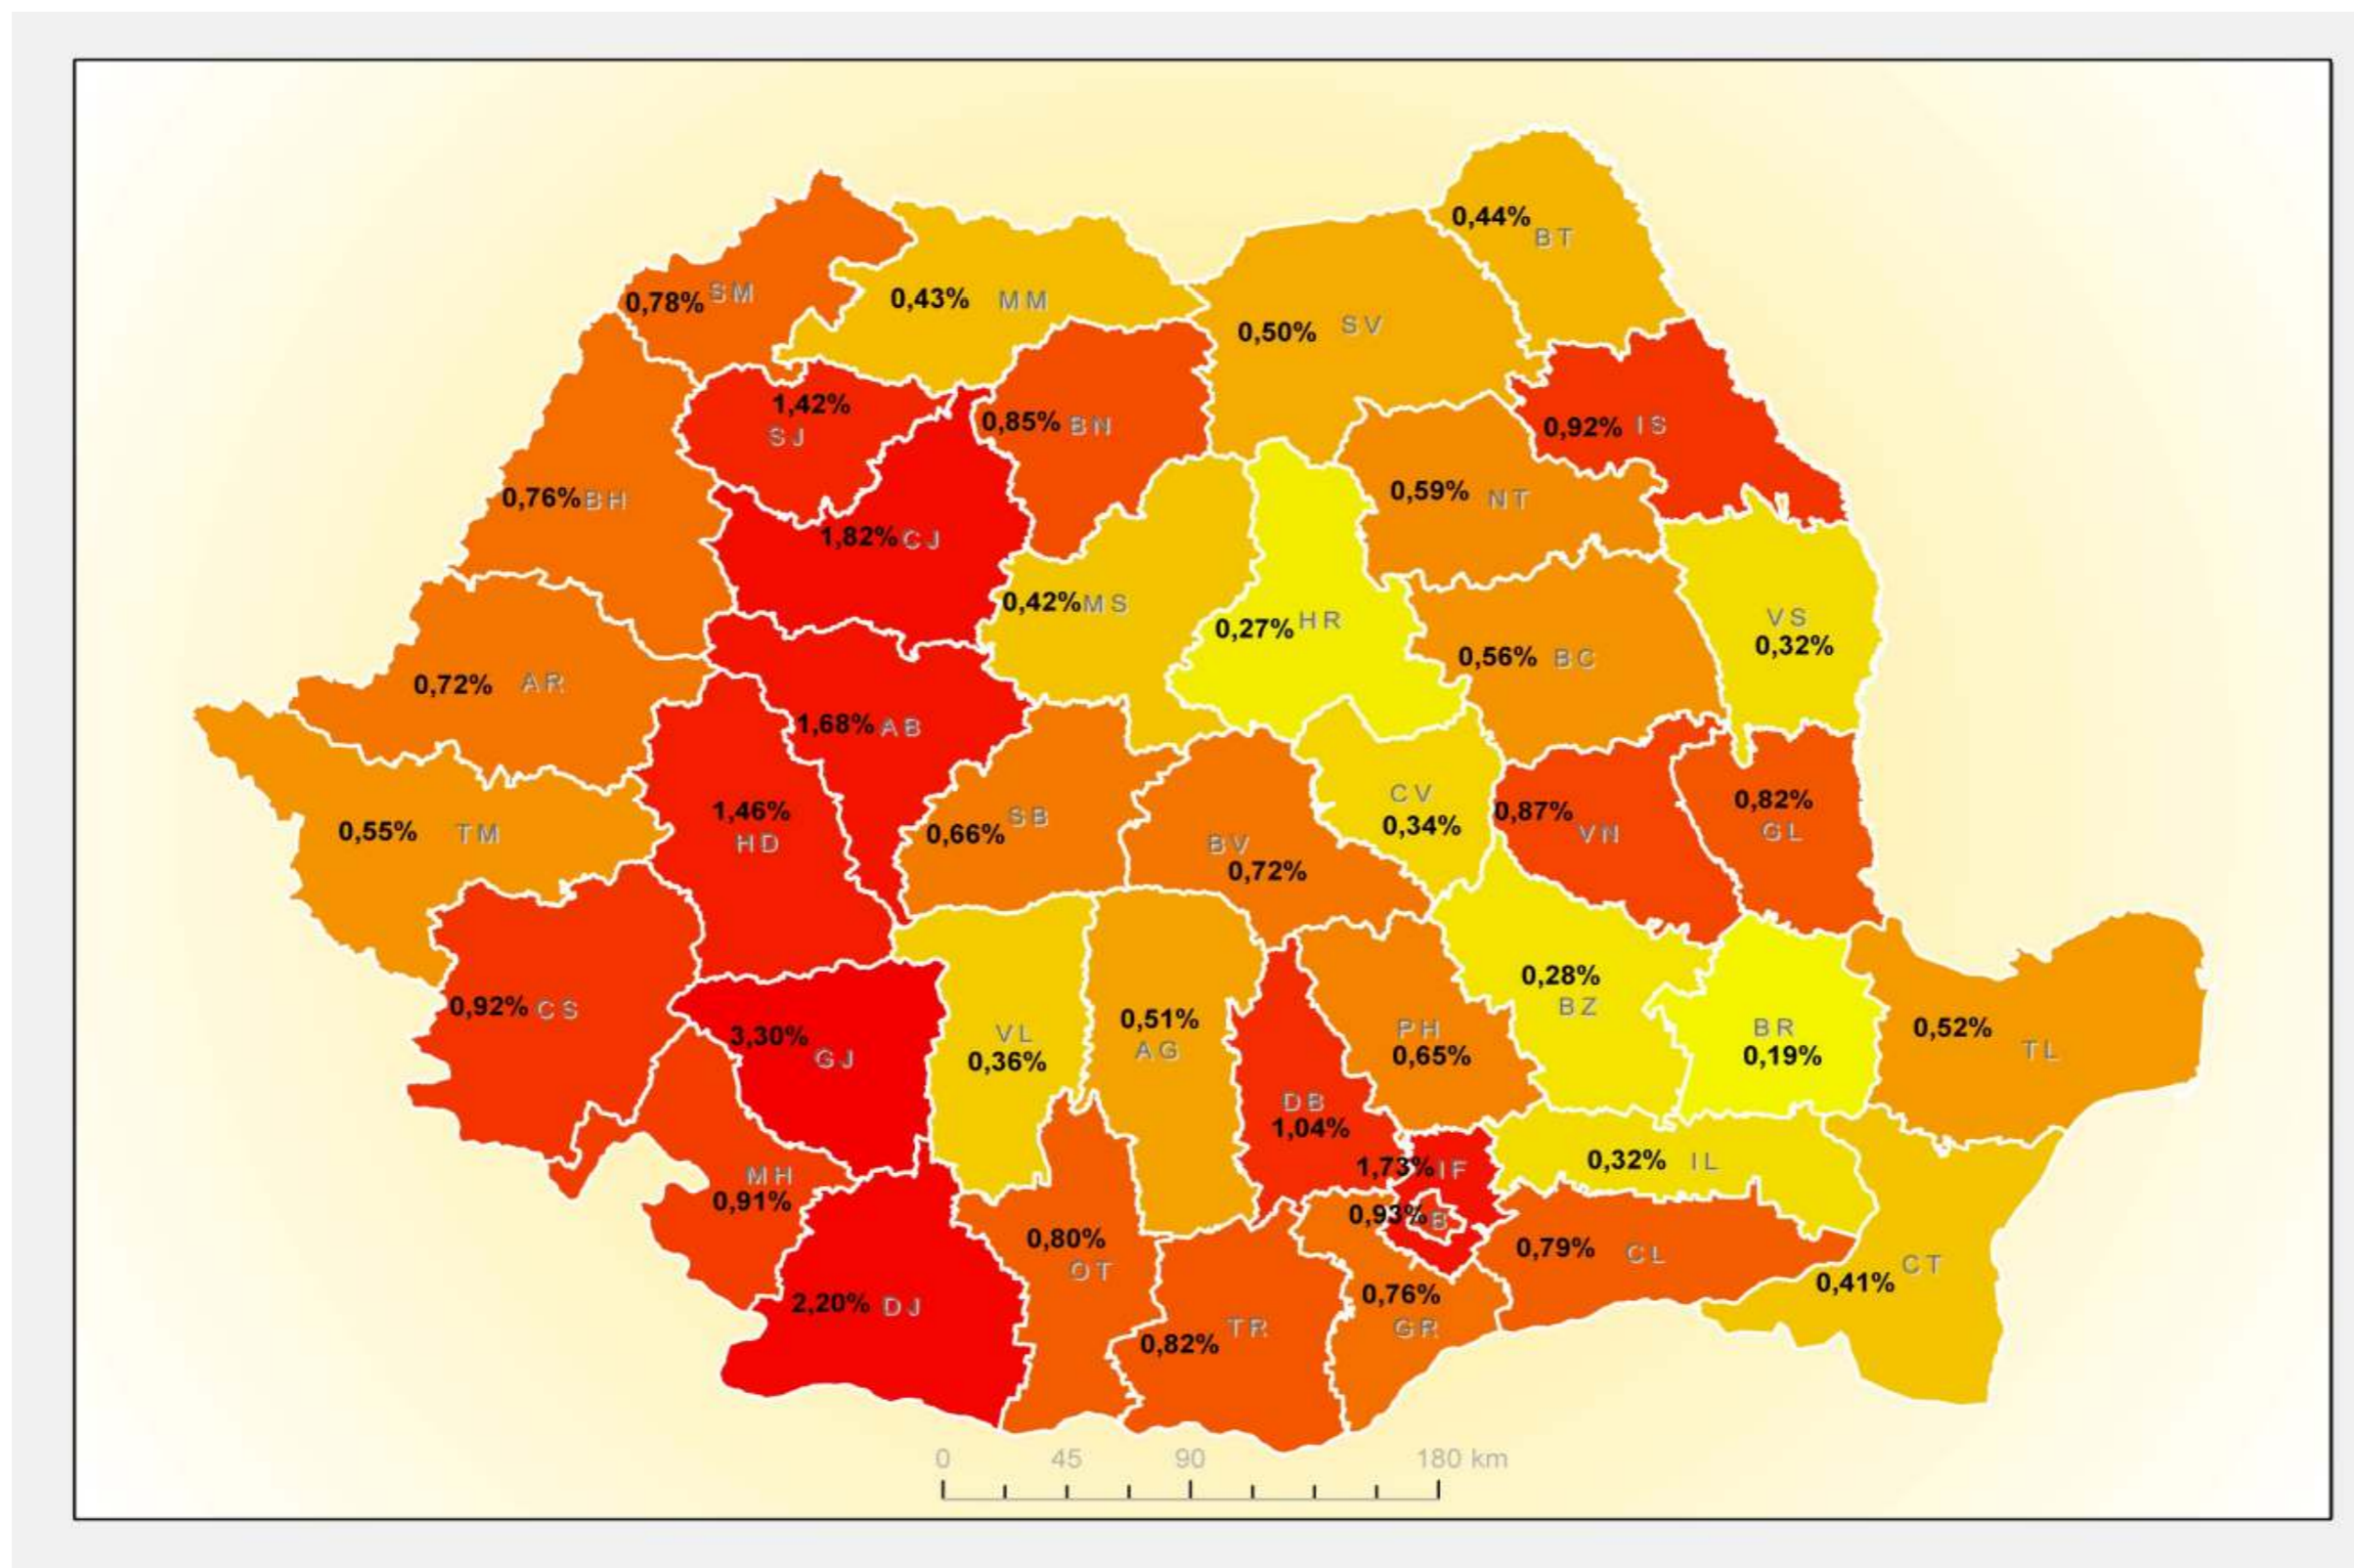 0,44%
BT
0,78% SM
0,43% MM
0,50% SV
1,42%
SJ
0,85% BN
0,92% IS
0,76% BH
0,59% NT
1,82% CJ
0,42% MS
0,27% HR
VS
0,32%
0,56% BC
0,72% AR
1,68% AB
CV
0,34%
0,82%
GL
1,46%
HD
0,87% VN
0,55% TM
0,66% SB
BV
0,72%
0,28%
BZ
0,92% CS
0,51%
AG
PH
0,65%
BR
0,19%
0,52% TL
3,30% GJ
VL
0,36%
DB
1,04%
1,73% IF
0,32% IL
MH
0,91%
0,93% B
0,80%
OT
0,79% CL
CT
0,41%
2,20% DJ
0,76%
GR
TR
0,82%
0 45 90 180 km